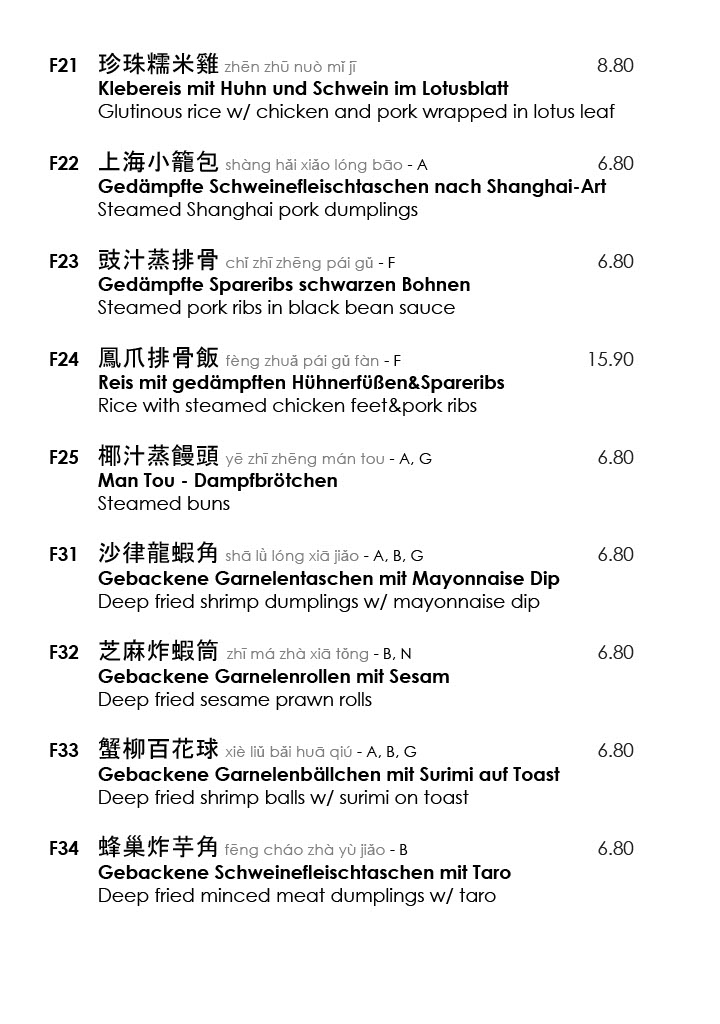 F21 珍珠糯米雞 zhēn zhū nuò mǐ jī 8.80
Klebereis mit Huhn und Schwein im Lotusblatt
Glutinous rice w/ chicken and pork wrapped in lotus leaf
F22 上海小籠包 shàng hǎi xiǎo lóng bāo - A 6.80
Gedämpfte Schweinefleischtaschen nach Shanghai-Art
Steamed Shanghai pork dumplings
F23 豉汁蒸排骨 chǐ zhī zhēng pái gǔ - F 6.80
Gedämpfte Spareribs schwarzen Bohnen
Steamed pork ribs in black bean sauce
F24 鳳爪排骨飯 fèng zhuǎ pái gǔ fàn - F 15.90
Reis mit gedämpften Hühnerfüßen&Spareribs
Rice with steamed chicken feet&pork ribs
F25 椰汁蒸饅頭 yē zhī zhēng mán tou - A, G 6.80
Man Tou - Dampfbrötchen
Steamed buns
F31 沙律龍蝦角 shā lǜ lóng xiā jiǎo - A, B, G 6.80
Gebackene Garnelentaschen mit Mayonnaise Dip
Deep fried shrimp dumplings w/ mayonnaise dip
F32 芝麻炸蝦筒 zhī má zhà xiā tǒng - B, N 6.80
Gebackene Garnelenrollen mit Sesam
Deep fried sesame prawn rolls
F33 蟹柳百花球 xiè liǔ bǎi huā qiú - A, B, G 6.80
Gebackene Garnelenbällchen mit Surimi auf Toast
Deep fried shrimp balls w/ surimi on toast
F34 蜂巢炸芋角 fēng cháo zhà yù jiǎo - B 6.80
Gebackene Schweinefleischtaschen mit Taro
Deep fried minced meat dumplings w/ taro